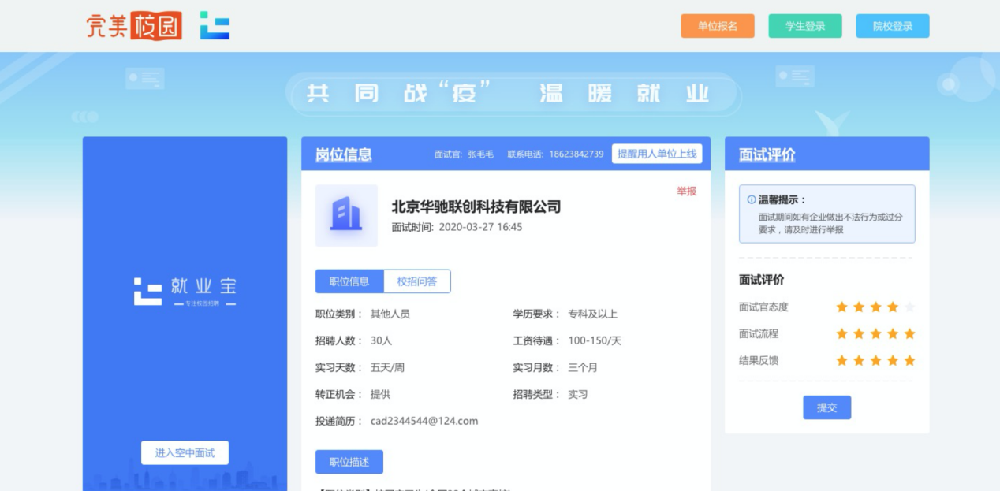 完美校园
单位报名
学生登录
院校登录
共同战“疫” 温暖就业
就业宝
专注校园招聘
进入空中面试
岗位信息
面试官: 张毛毛
联系电话: 18623842739
提醒用人单位上线
举报
北京华驰联创科技有限公司
面试时间: 2020-03-27 16:45
职位信息
校招问答
职位类别： 其他人员
学历要求： 专科及以上
招聘人数： 30人
工资待遇： 100-150/天
实习天数： 五天/周
实习月数： 三个月
转正机会： 提供
招聘类型： 实习
投递简历： cad2344544@124.com
职位描述
面试评价
温馨提示：
面试期间如有企业做出不法行为或过分
要求，请及时进行举报
面试评价
面试官态度
面试流程
结果反馈
提交